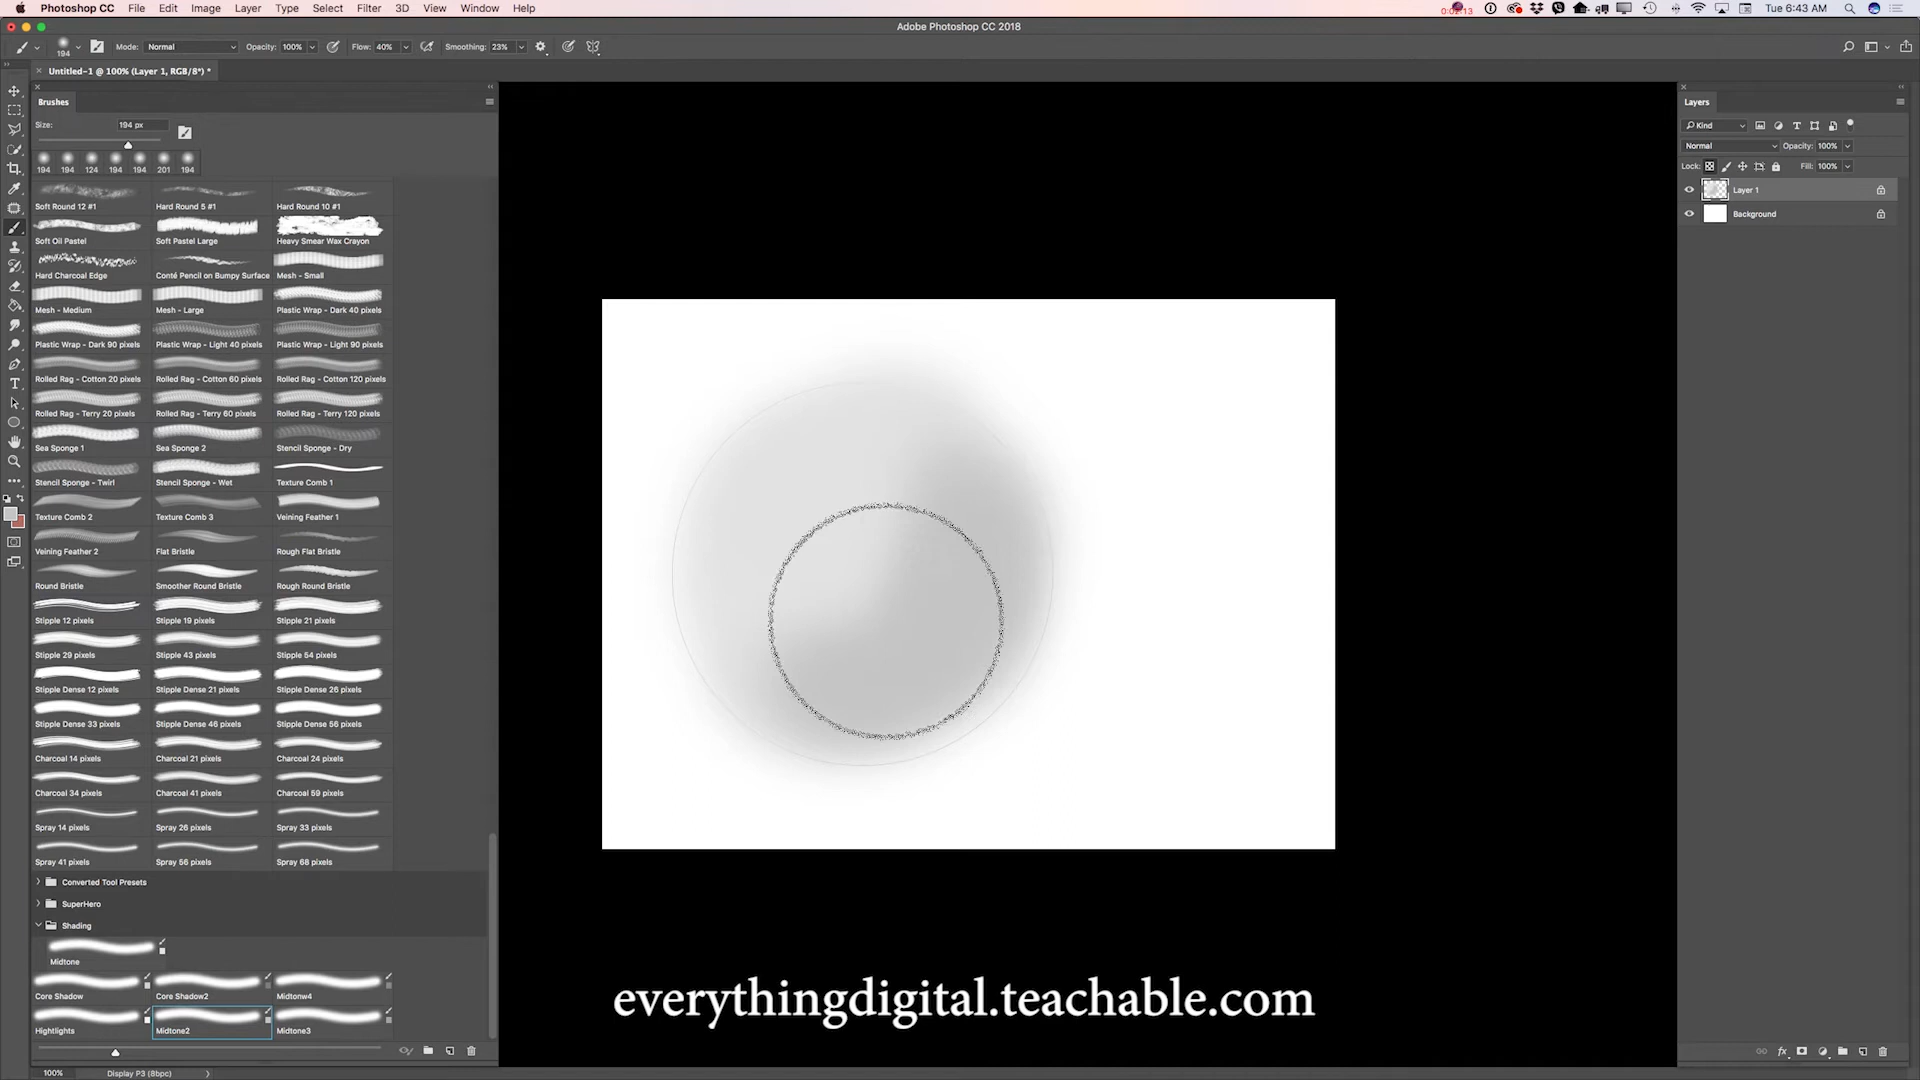 Photoshop CC File Edit Image Layer Type Select Filter 3D View Window Help
0:02:13
Tue 6:43 AM
Adobe Photoshop CC 2018
194 Mode: Normal Opacity: 100% Flow: 40% Smoothing: 23%
Untitled-1 @ 100% (Layer 1, RGB/8*) *
Brushes
Size: 194 px
194 194 124 194 194 201 194
Soft Round 12 #1 Hard Round 5 #1 Hard Round 10 #1
Soft Oil Pastel Soft Pastel Large Heavy Smear Wax Crayon
Hard Charcoal Edge Conté Pencil on Bumpy Surface Mesh - Small
Mesh - Medium Mesh - Large Plastic Wrap - Dark 40 pixels
Plastic Wrap - Dark 90 pixels Plastic Wrap - Light 40 pixels Plastic Wrap - Light 90 pixels
Rolled Rag - Cotton 20 pixels Rolled Rag - Cotton 60 pixels Rolled Rag - Cotton 120 pixels
Rolled Rag - Terry 20 pixels Rolled Rag - Terry 60 pixels Rolled Rag - Terry 120 pixels
Sea Sponge 1 Sea Sponge 2 Stencil Sponge - Dry
Stencil Sponge - Twirl Stencil Sponge - Wet Texture Comb 1
Texture Comb 2 Texture Comb 3 Veining Feather 1
Veining Feather 2 Flat Bristle Rough Flat Bristle
Round Bristle Smoother Round Bristle Rough Round Bristle
Stipple 12 pixels Stipple 19 pixels Stipple 21 pixels
Stipple 29 pixels Stipple 43 pixels Stipple 54 pixels
Stipple Dense 12 pixels Stipple Dense 21 pixels Stipple Dense 26 pixels
Stipple Dense 33 pixels Stipple Dense 46 pixels Stipple Dense 56 pixels
Charcoal 14 pixels Charcoal 21 pixels Charcoal 24 pixels
Charcoal 34 pixels Charcoal 41 pixels Charcoal 59 pixels
Spray 14 pixels Spray 26 pixels Spray 33 pixels
Spray 41 pixels Spray 56 pixels Spray 68 pixels
Converted Tool Presets
SuperHero
Shading
Midtone
Core Shadow Core Shadow2 Midtonw4
Hightlights Midtone2 Midtone3
100% Display P3 (8bpc)
Layers
Kind
Normal Opacity: 100%
Lock: Fill: 100%
Layer 1
Background
everythingdigital.teachable.com